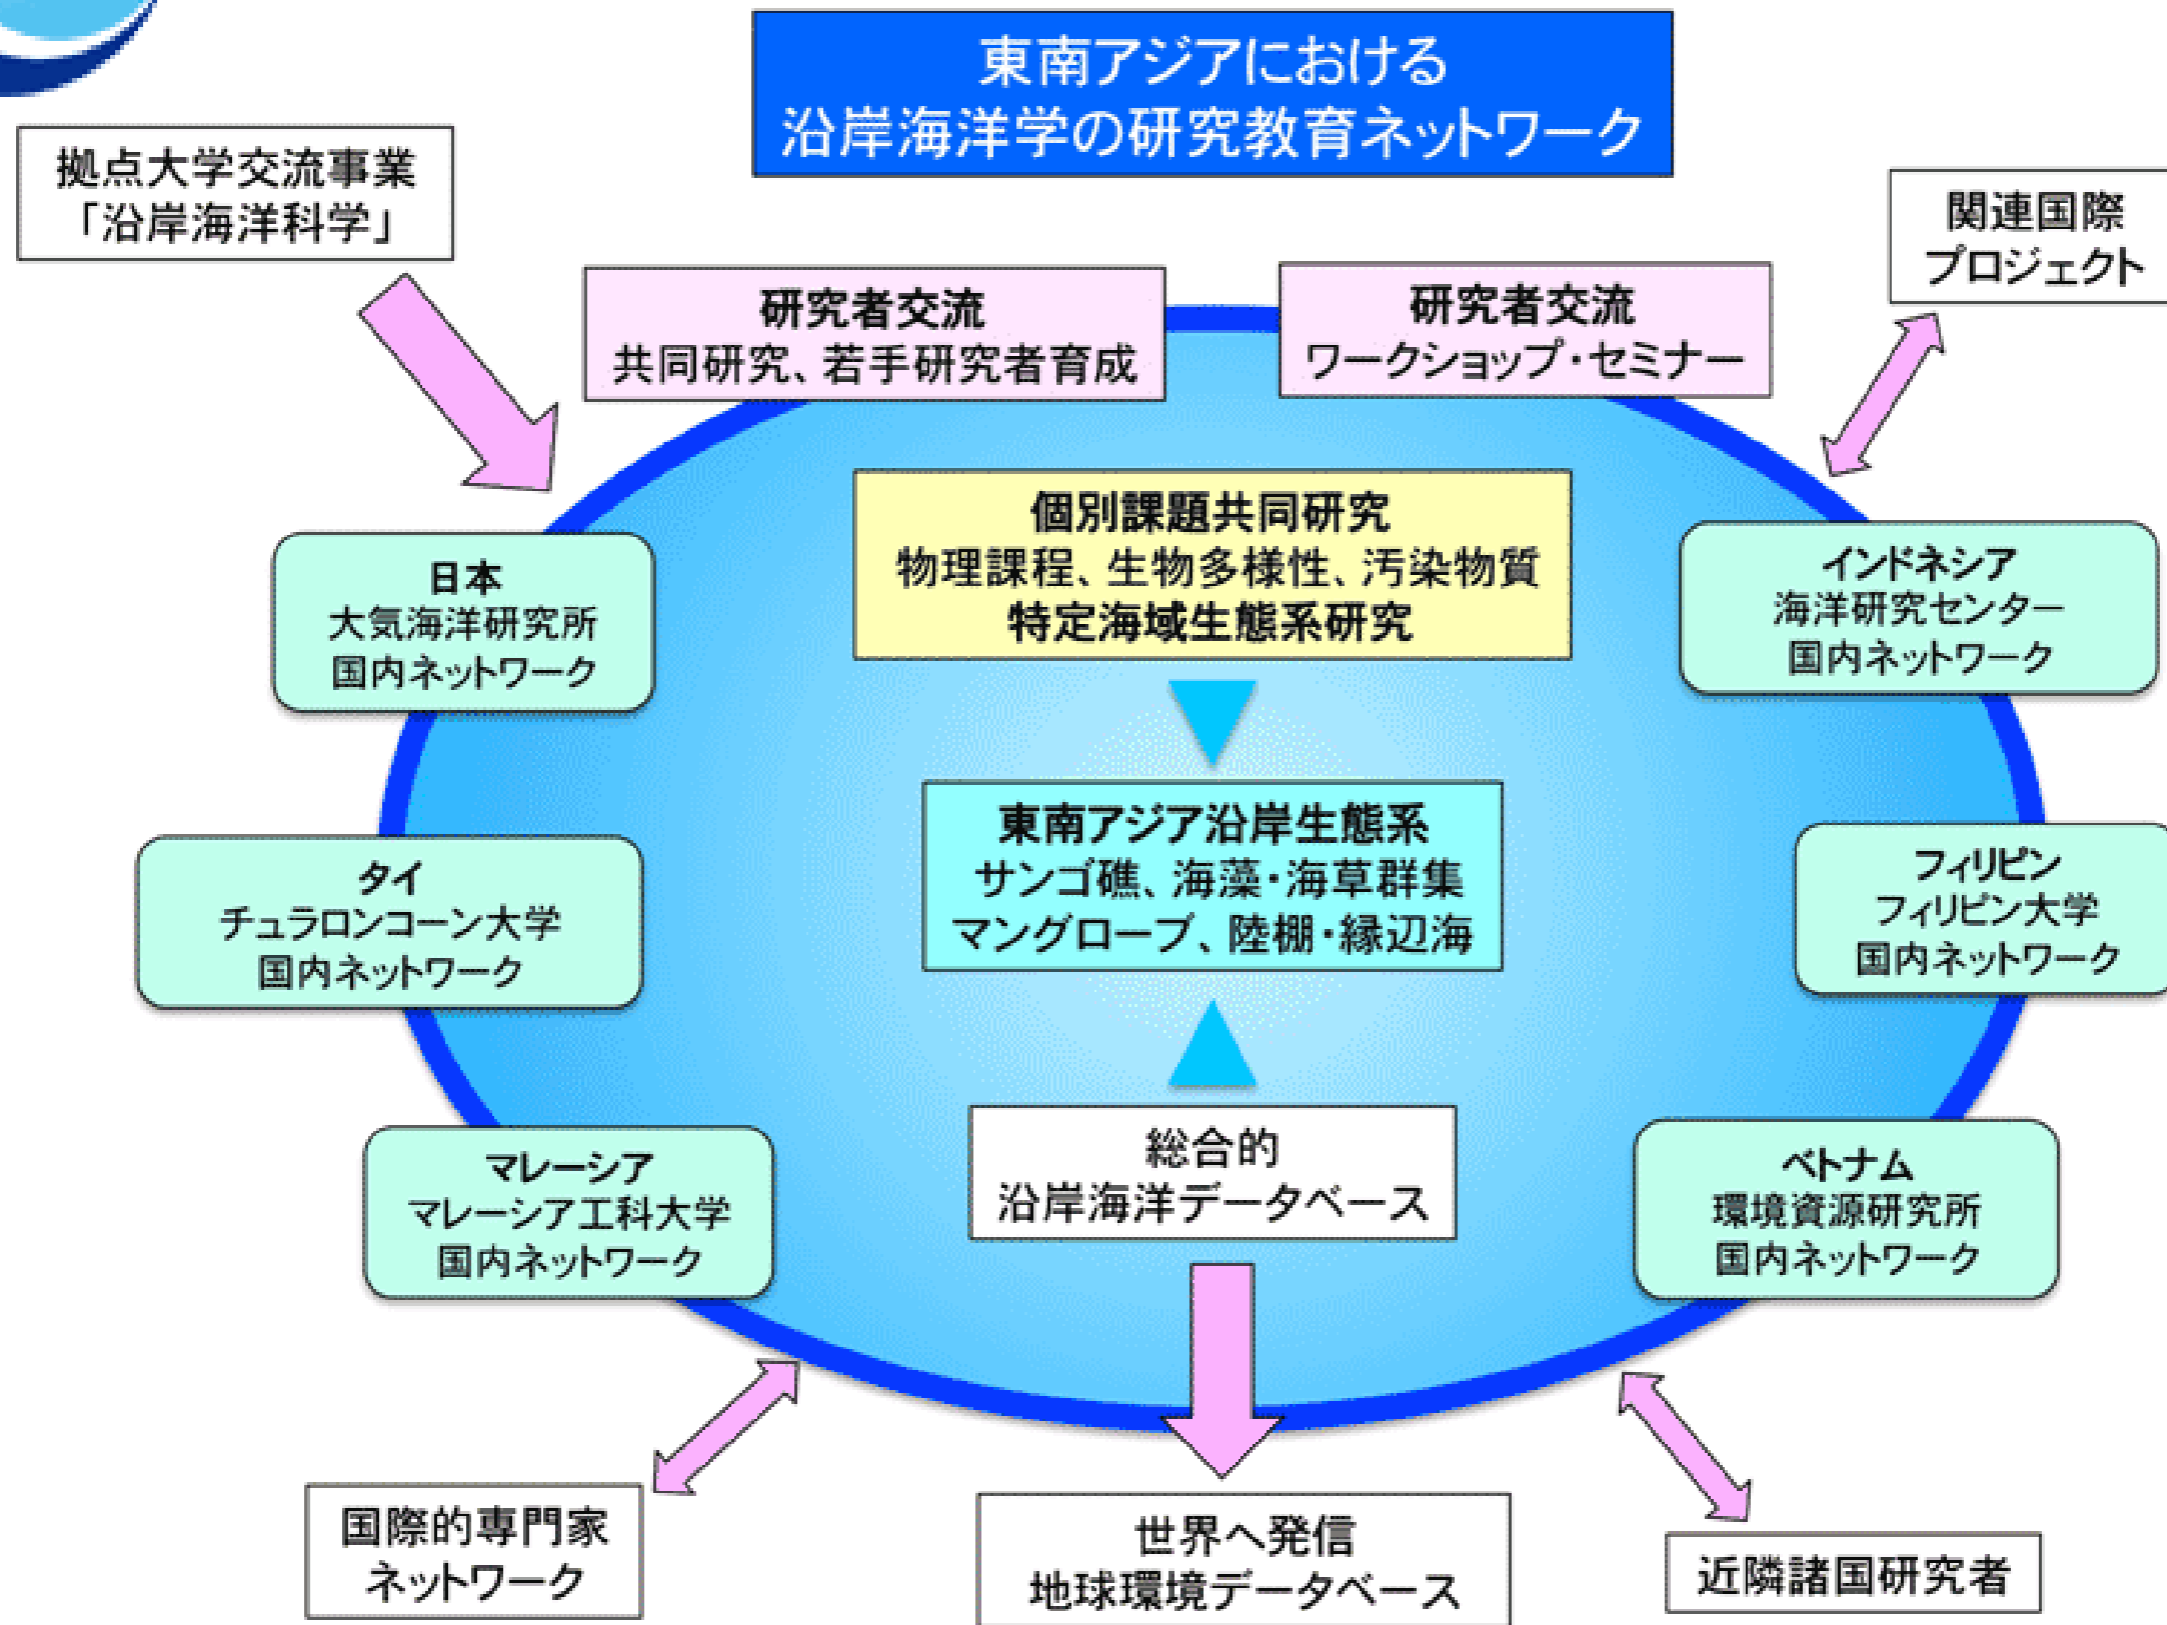 東南アジアにおける
沿岸海洋学の研究教育ネットワーク
拠点大学交流事業
「沿岸海洋科学」
関連国際
プロジェクト
研究者交流
共同研究、若手研究者育成
研究者交流
ワークショップ・セミナー
個別課題共同研究
物理課程、生物多様性、汚染物質
特定海域生態系研究
日本
大気海洋研究所
国内ネットワーク
インドネシア
海洋研究センター
国内ネットワーク
東南アジア沿岸生態系
サンゴ礁、海藻・海草群集
マングローブ、陸棚・縁辺海
タイ
チュラロンコーン大学
国内ネットワーク
フィリピン
フィリピン大学
国内ネットワーク
総合的
沿岸海洋データベース
マレーシア
マレーシア工科大学
国内ネットワーク
ベトナム
環境資源研究所
国内ネットワーク
国際的専門家
ネットワーク
世界へ発信
地球環境データベース
近隣諸国研究者